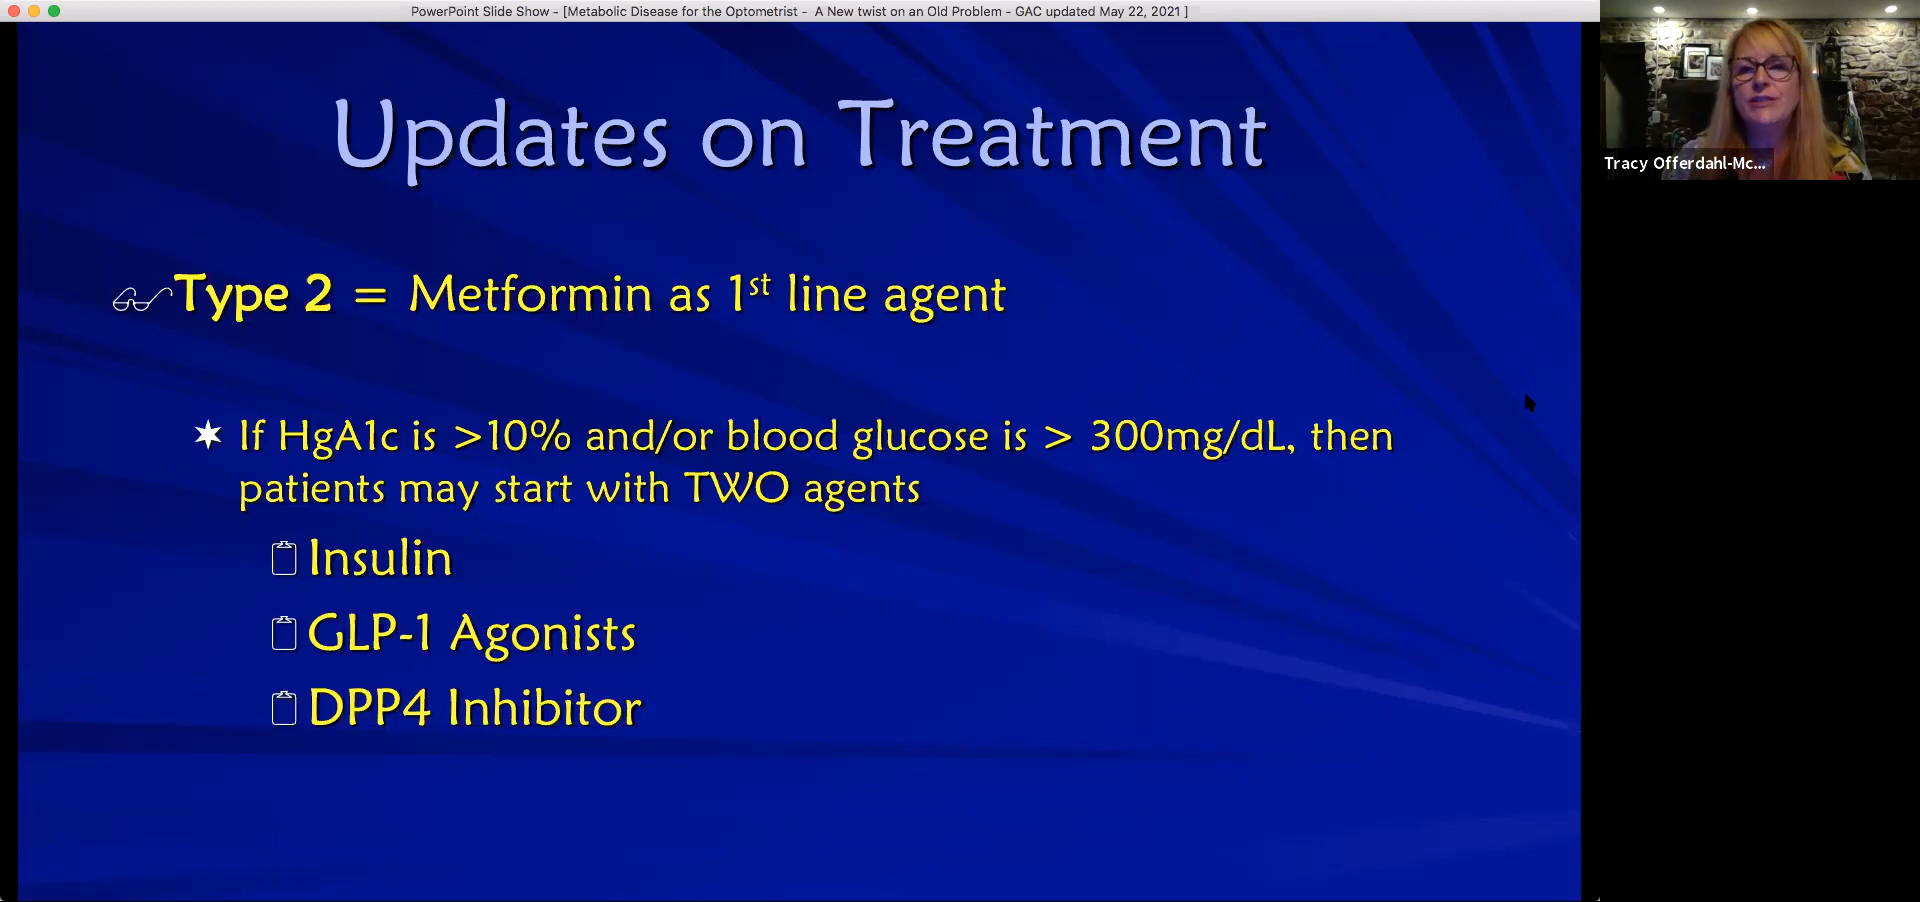 PowerPoint Slide Show - [Metabolic Disease for the Optometrist - A New twist on an Old Problem - GAC updated May 22, 2021 ]
Tracy Offerdahl-Mc...
Updates on Treatment
Type 2 = Metformin as 1st line agent
If HgA1c is >10% and/or blood glucose is > 300mg/dL, then
patients may start with TWO agents
Insulin
GLP-1 Agonists
DPP4 Inhibitor